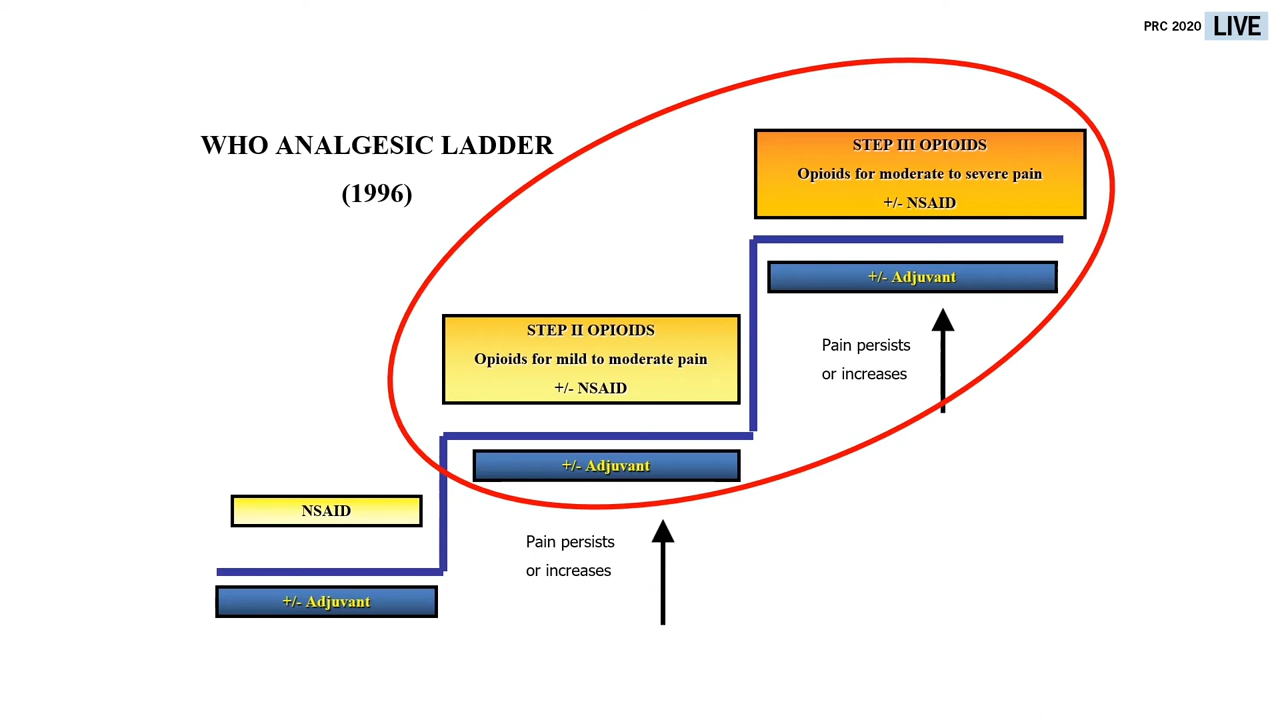 PRC 2020 LIVE
WHO ANALGESIC LADDER
(1996)
STEP III OPIOIDS
Opioids for moderate to severe pain
+/- NSAID
+/- Adjuvant
Pain persists
or increases
STEP II OPIOIDS
Opioids for mild to moderate pain
+/- NSAID
+/- Adjuvant
Pain persists
or increases
NSAID
+/- Adjuvant